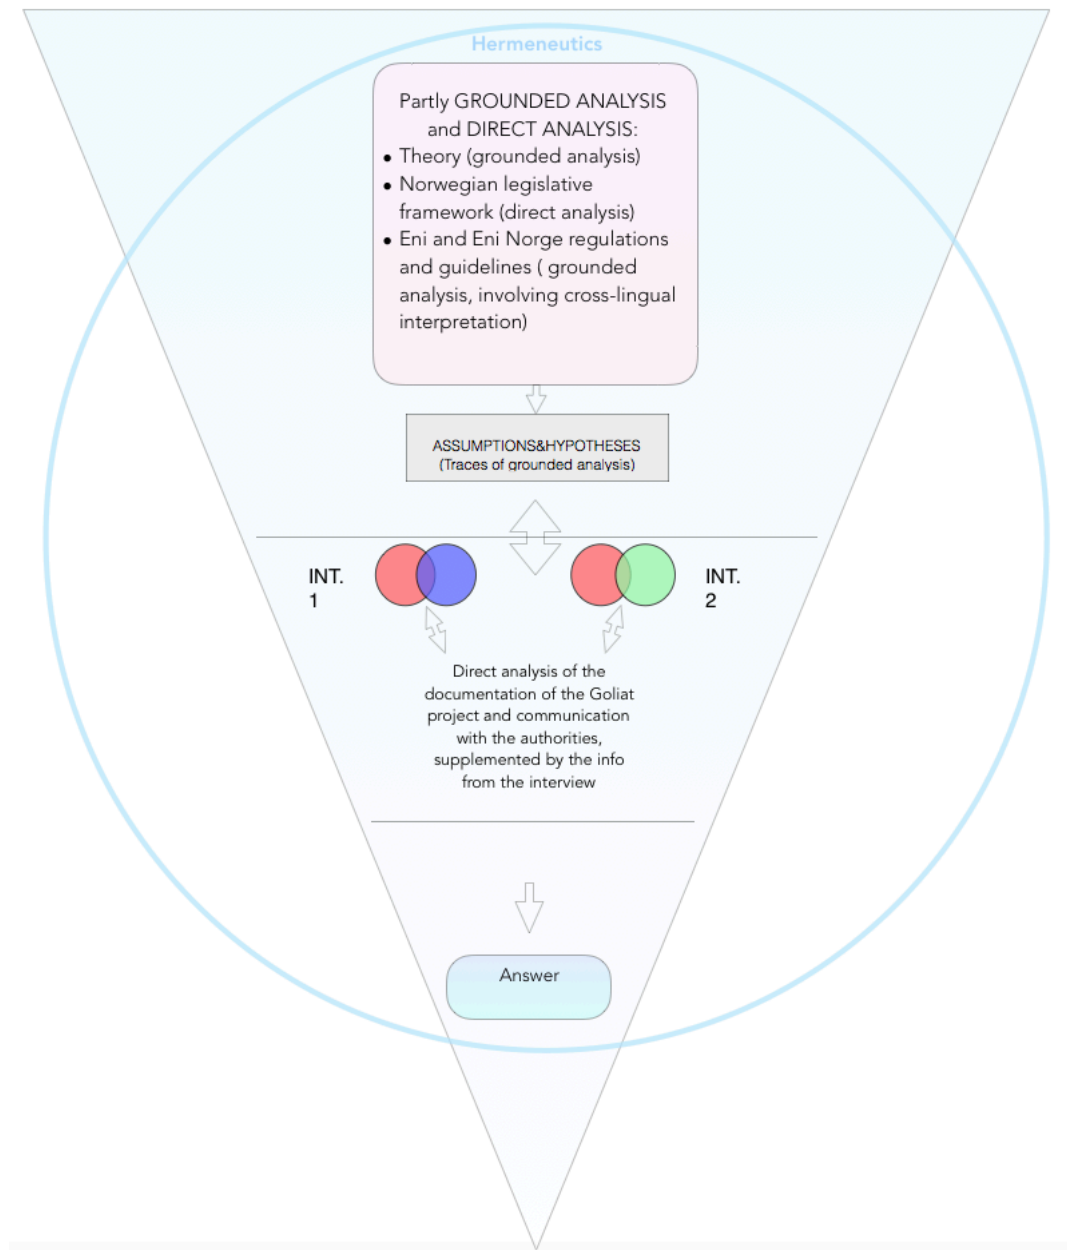 Hermeneutics
Partly GROUNDED ANALYSIS
and DIRECT ANALYSIS:
• Theory (grounded analysis)
• Norwegian legislative
framework (direct analysis)
• Eni and Eni Norge regulations
and guidelines ( grounded
analysis, involving cross-lingual
interpretation)
ASSUMPTIONS&HYPOTHESES
(Traces of grounded analysis)
INT.
1
INT.
2
Direct analysis of the
documentation of the Goliat
project and communication
with the authorities,
supplemented by the info
from the interview
Answer